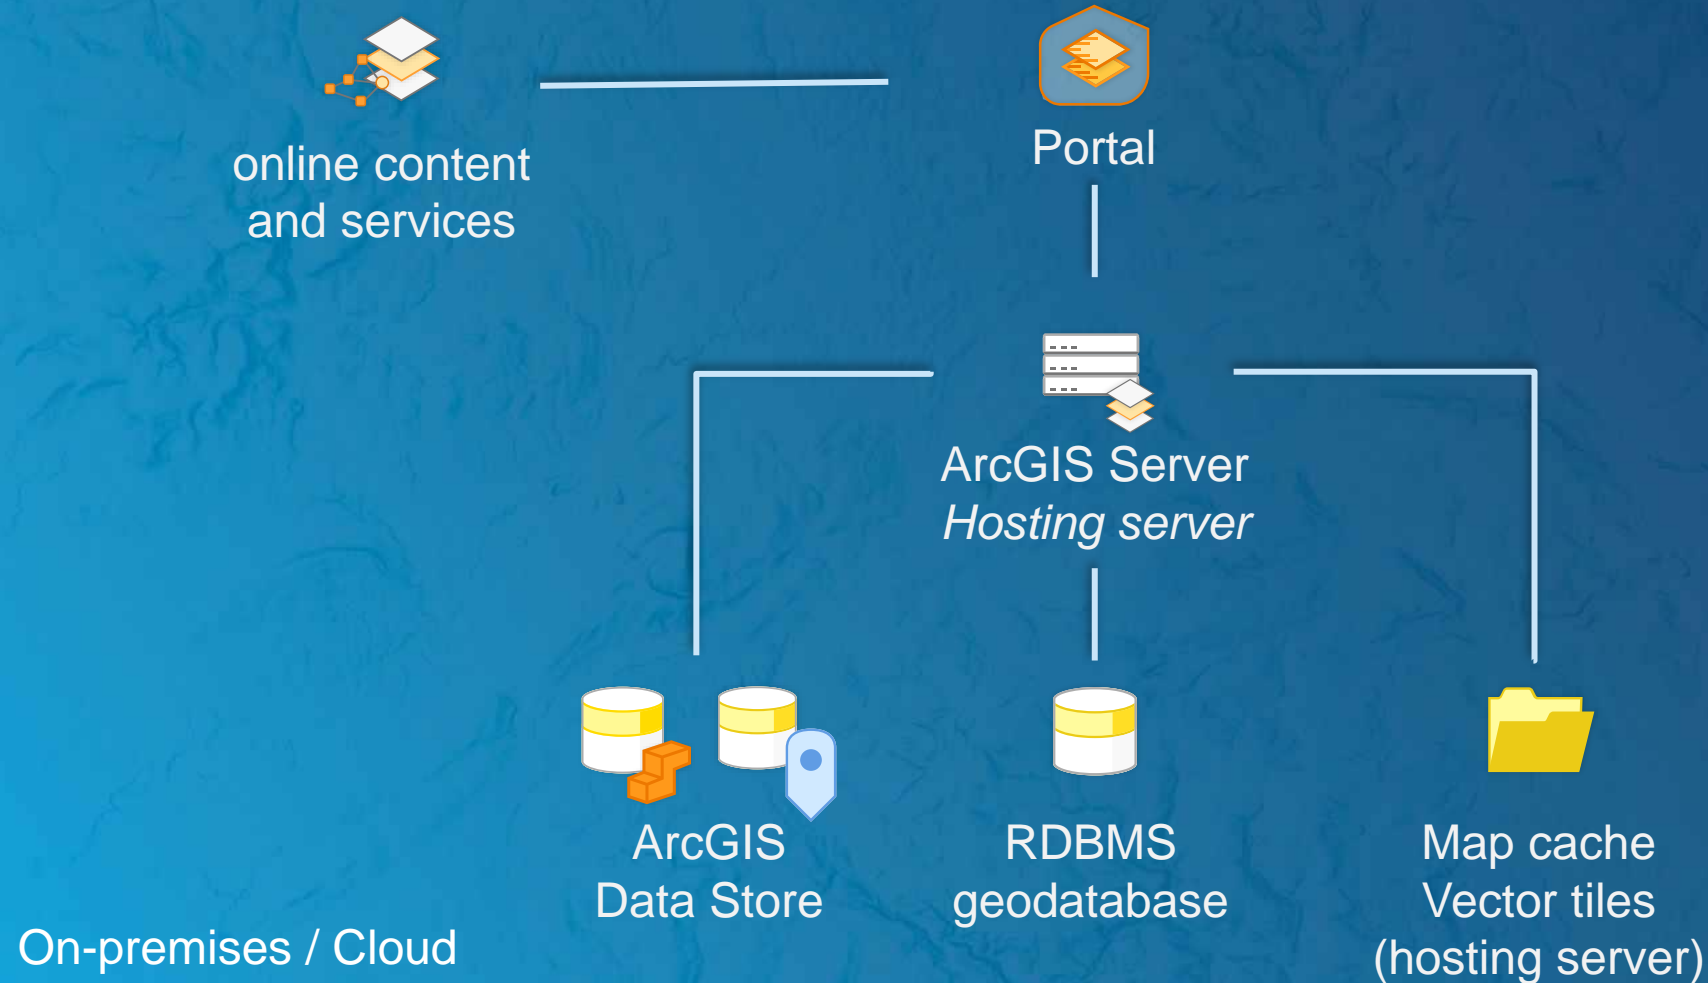 online content
and services
Portal
ArcGIS Server
Hosting server
ArcGIS
Data Store
RDBMS
geodatabase
Map cache
Vector tiles
(hosting server)
On-premises / Cloud